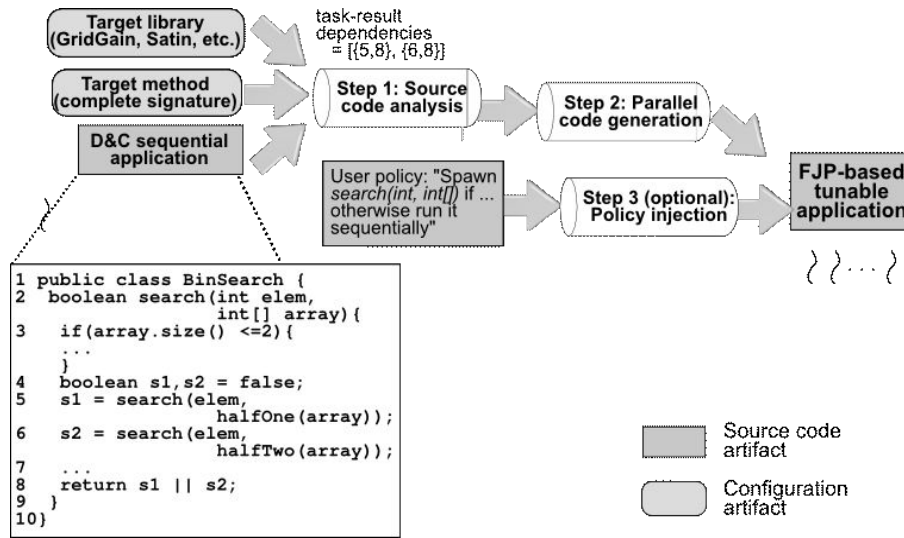 Target library
(GridGain, Satin, etc.)
task-result
dependencies
= [{5,8}, {6,8}]
Target method
(complete signature)
Step 1: Source
code analysis
Step 2: Parallel
code generation
D&C sequential
application
User policy: "Spawn
search(int, int[]) if ...
otherwise run it
sequentially"
Step 3 (optional):
Policy injection
FJP-based
tunable
application
1 public class BinSearch {
2 boolean search(int elem,
int[] array){
3 if(array.size() <=2){
...
}
4 boolean s1,s2 = false;
5 s1 = search(elem,
halfOne(array));
6 s2 = search(elem,
halfTwo(array));
7 ...
8 return s1 || s2;
9 }
10}
Source code
artifact
Configuration
artifact